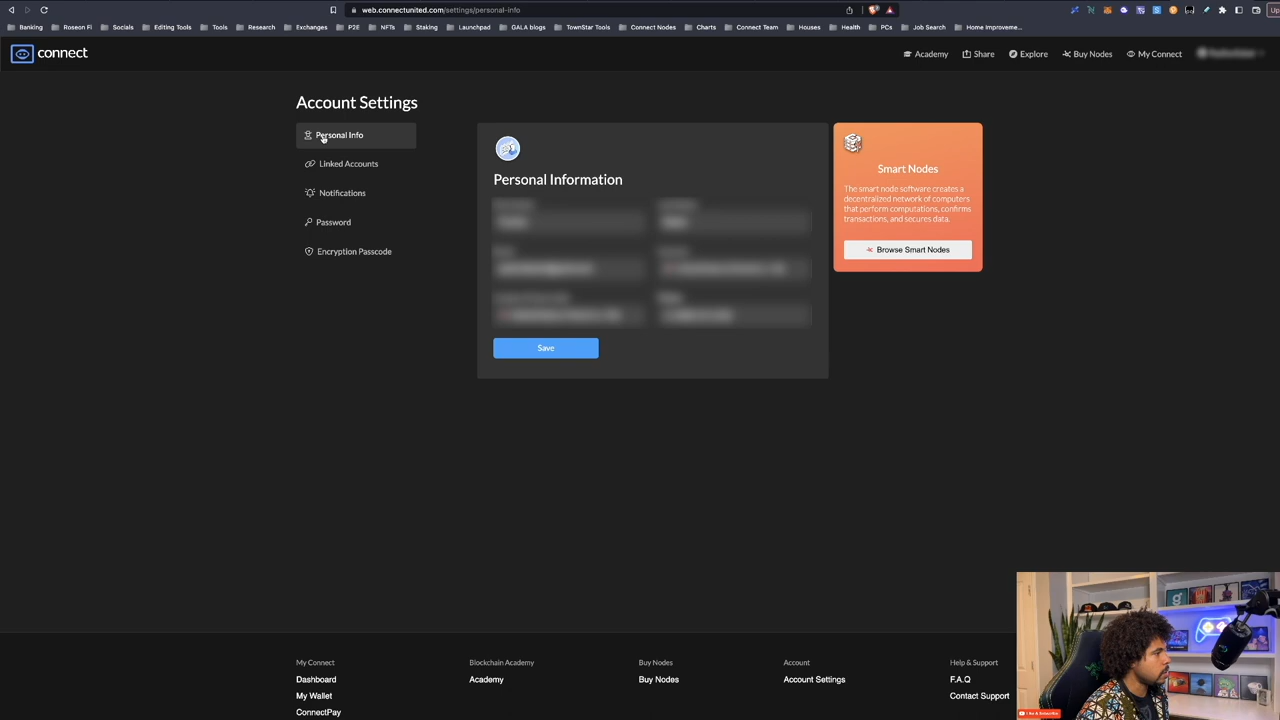 web.connectunited.com/settings/personal-info
Up
Banking Roseon Fi Socials Editing Tools Tools Research Exchanges P2E NFTs Staking Launchpad GALA blogs TownStar Tools Connect Nodes Charts Connect Team Houses Health PCs Job Search Home Improveme...
connect
Academy Share Explore Buy Nodes My Connect
Account Settings
Personal Info
Linked Accounts
Notifications
Password
Encryption Passcode
Personal Information
Save
Smart Nodes
The smart node software creates a
decentralized network of computers
that perform computations, confirms
transactions, and secures data.
Browse Smart Nodes
My Connect
Dashboard
My Wallet
ConnectPay
Blockchain Academy
Academy
Buy Nodes
Buy Nodes
Account
Account Settings
Help & Support
F.A.Q
Contact Support